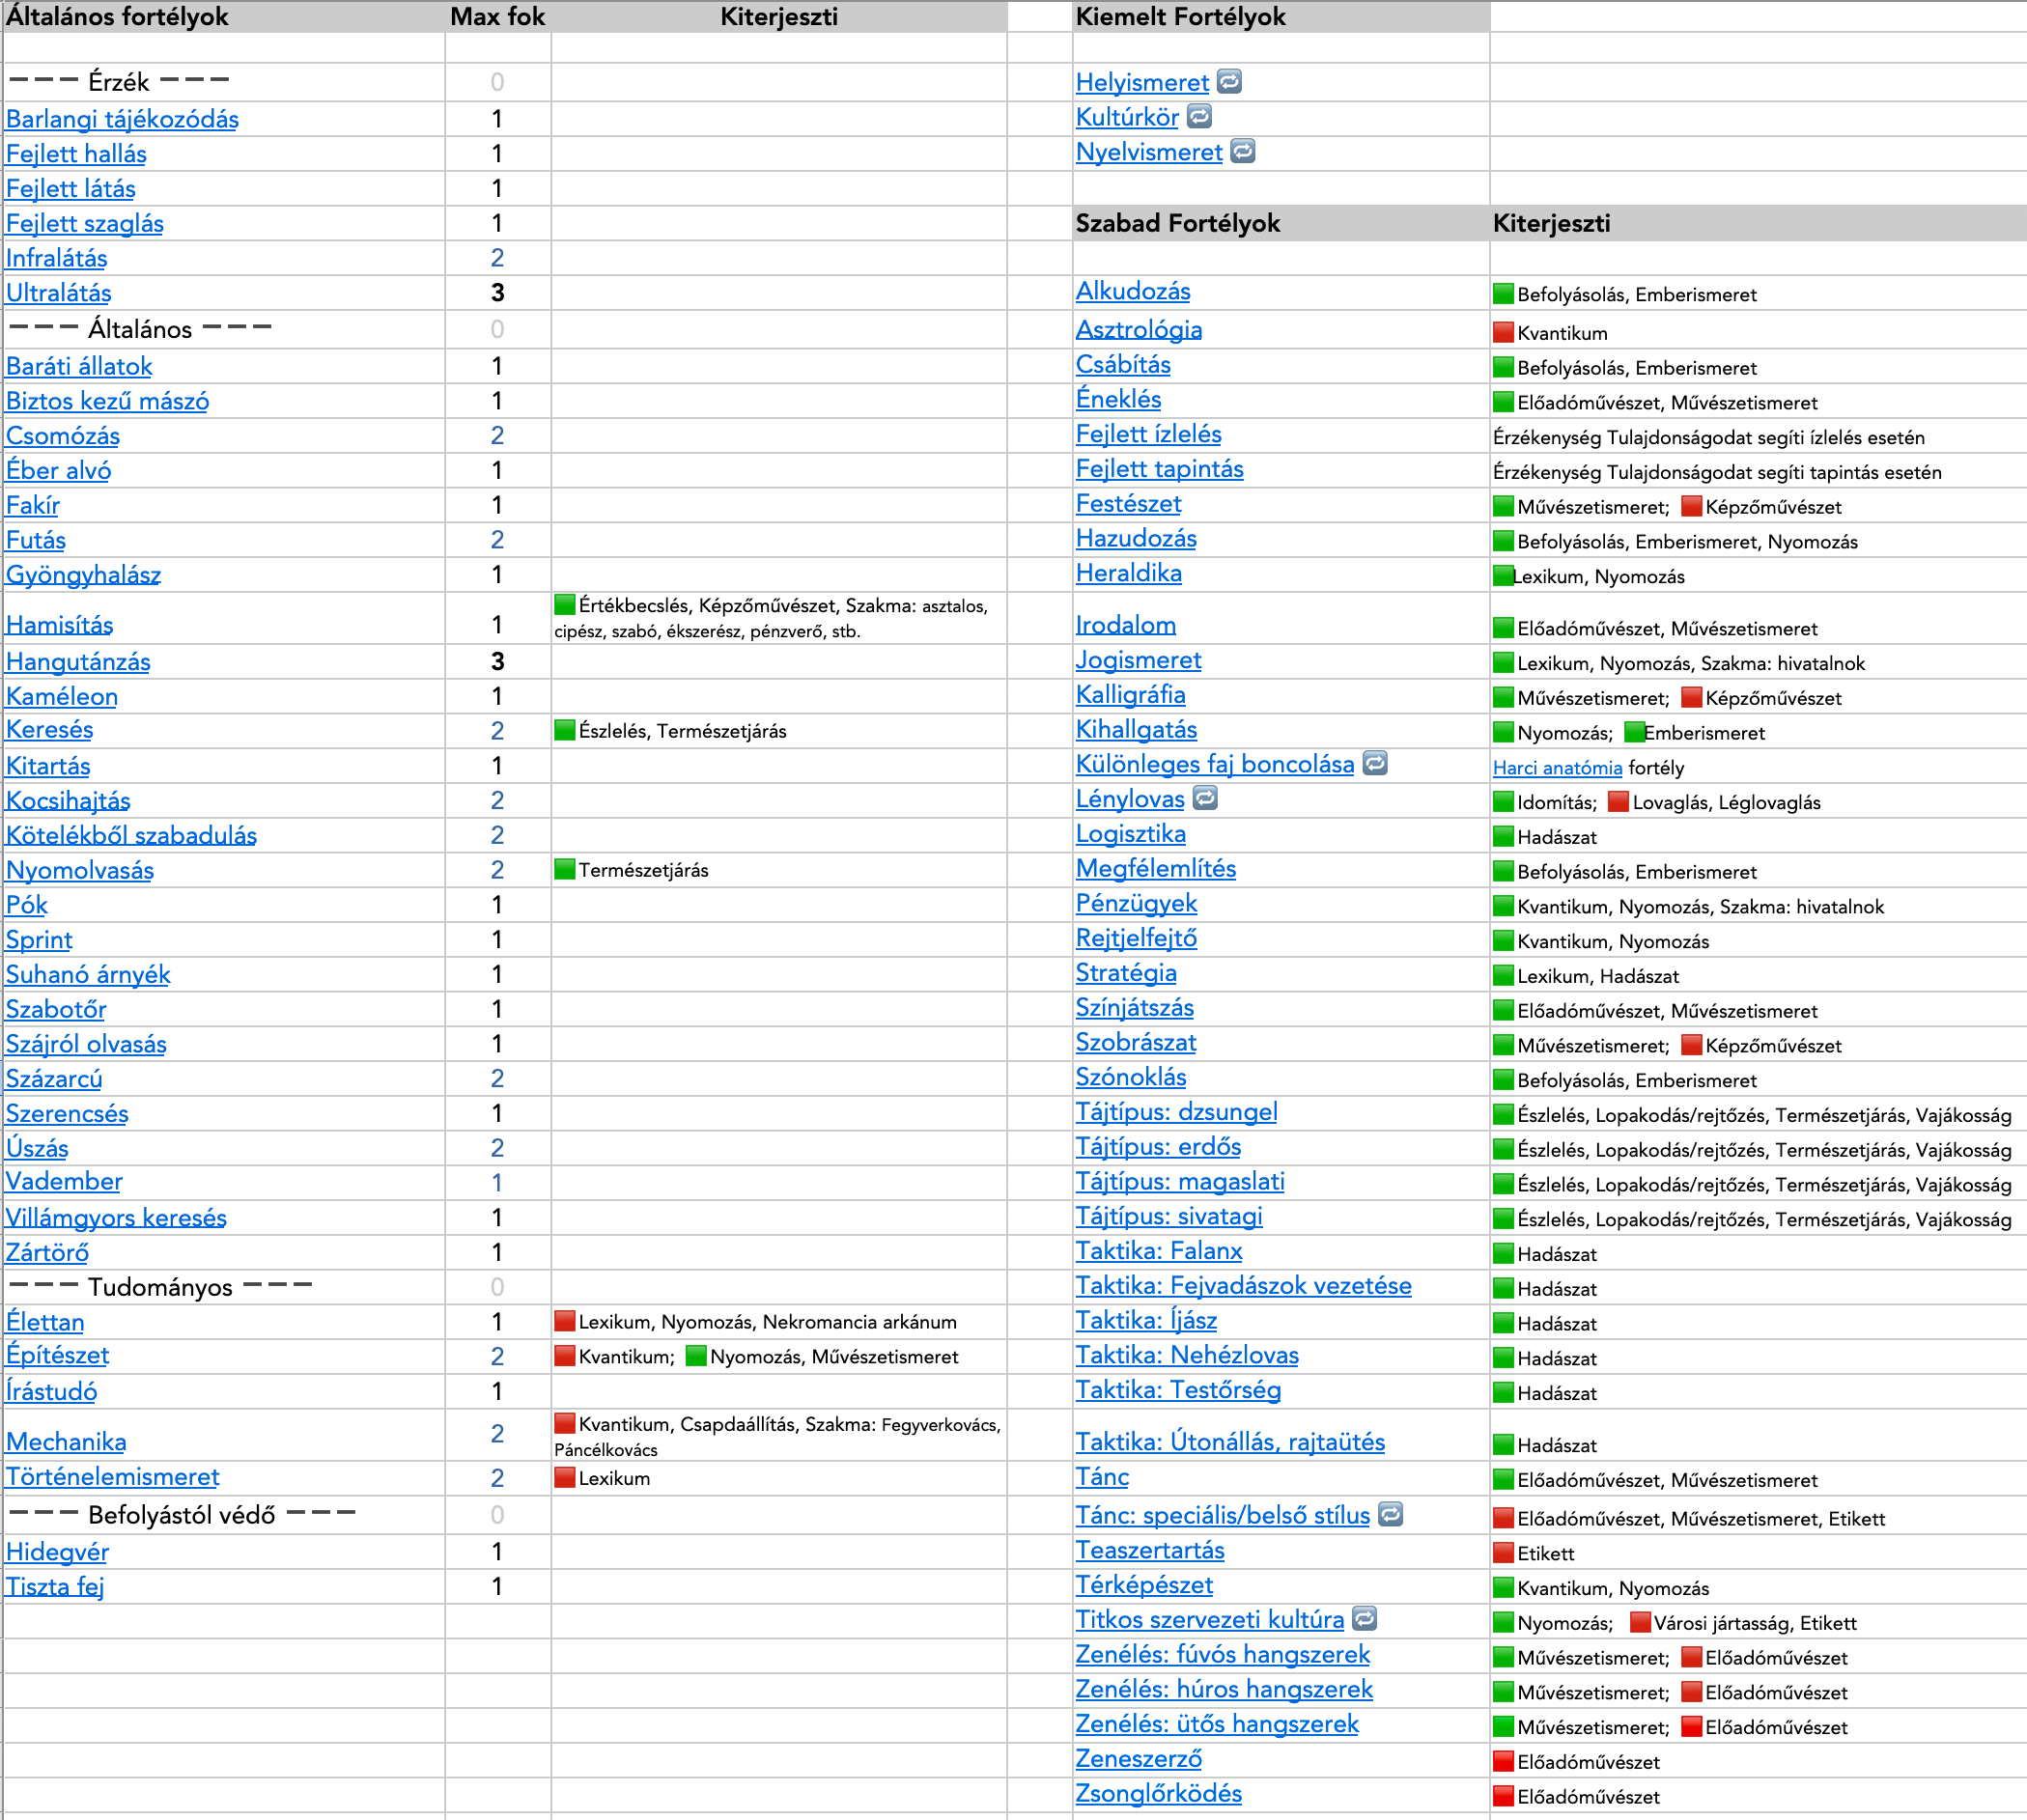 Általános fortélyok Max fok Kiterjeszti Kiemelt Fortélyok
--- Érzék --- 0 Helyismeret
Barlangi tájékozódás 1 Kultúrkör
Fejlett hallás 1 Nyelvismeret
Fejlett látás 1
Fejlett szaglás 1 Szabad Fortélyok Kiterjeszti
Infralátás 2
Ultralátás 3 Alkudozás Befolyásolás, Emberismeret
--- Általános --- 0 Asztrológia Kvantikum
Baráti állatok 1 Csábítás Befolyásolás, Emberismeret
Biztos kezű mászó 1 Éneklés Előadóművészet, Művészetismeret
Csomózás 2 Fejlett ízlelés Érzékenység Tulajdonságodat segíti ízlelés esetén
Éber alvó 1 Fejlett tapintás Érzékenység Tulajdonságodat segíti tapintás esetén
Fakír 1 Festészet Művészetismeret; Képzőművészet
Futás 2 Hazudozás Befolyásolás, Emberismeret, Nyomozás
Gyöngyhalász 1 Heraldika Lexikum, Nyomozás
Hamisítás 1 Értékbecslés, Képzőművészet, Szakma: asztalos,
cipész, szabó, ékszerész, pénzverő, stb. Irodalom Előadóművészet, Művészetismeret
Hangutánzás 3 Jogismeret Lexikum, Nyomozás, Szakma: hivatalnok
Kaméleon 1 Kalligráfia Művészetismeret; Képzőművészet
Keresés 2 Észlelés, Természetjárás Kihallgatás Nyomozás; Emberismeret
Kitartás 1 Különleges faj boncolása Harci anatómia fortély
Kocsihajtás 2 Lénylovas Idomítás; Lovaglás, Léglovaglás
Kötelékből szabadulás 2 Logisztika Hadászat
Nyomolvasás 2 Természetjárás Megfélemlítés Befolyásolás, Emberismeret
Pók 1 Pénzügyek Kvantikum, Nyomozás, Szakma: hivatalnok
Sprint 1 Rejtjelfejtő Kvantikum, Nyomozás
Suhanó árnyék 1 Stratégia Lexikum, Hadászat
Szabotőr 1 Színjátszás Előadóművészet, Művészetismeret
Szájról olvasás 1 Szobrászat Művészetismeret; Képzőművészet
Százarcú 2 Szónoklás Befolyásolás, Emberismeret
Szerencsés 1 Tájtípus: dzsungel Észlelés, Lopakodás/rejtőzés, Természetjárás, Vajákosság
Úszás 2 Tájtípus: erdős Észlelés, Lopakodás/rejtőzés, Természetjárás, Vajákosság
Vadember 1 Tájtípus: magaslati Észlelés, Lopakodás/rejtőzés, Természetjárás, Vajákosság
Villámgyors keresés 1 Tájtípus: sivatagi Észlelés, Lopakodás/rejtőzés, Természetjárás, Vajákosság
Zártörő 1 Taktika: Falanx Hadászat
--- Tudományos --- 0 Taktika: Fejvadászok vezetése Hadászat
Élettan 1 Lexikum, Nyomozás, Nekromancia arkánum Taktika: Íjász Hadászat
Építészet 2 Kvantikum; Nyomozás, Művészetismeret Taktika: Nehézlovas Hadászat
Írástudó 1 Taktika: Testőrség Hadászat
Mechanika 2 Kvantikum, Csapdaállítás, Szakma: Fegyverkovács,
Páncélkovács Taktika: Útonállás, rajtaütés Hadászat
Történelemismeret 2 Lexikum Tánc Előadóművészet, Művészetismeret
--- Befolyástól védő --- 0 Tánc: speciális/belső stílus Előadóművészet, Művészetismeret, Etikett
Hidegvér 1 Teaszertartás Etikett
Tiszta fej 1 Térképészet Kvantikum, Nyomozás
Titkos szervezeti kultúra Nyomozás; Városi jártasság, Etikett
Zenélés: fúvós hangszerek Művészetismeret; Előadóművészet
Zenélés: húros hangszerek Művészetismeret; Előadóművészet
Zenélés: ütős hangszerek Művészetismeret; Előadóművészet
Zeneszerző Előadóművészet
Zsonglőrködés Előadóművészet